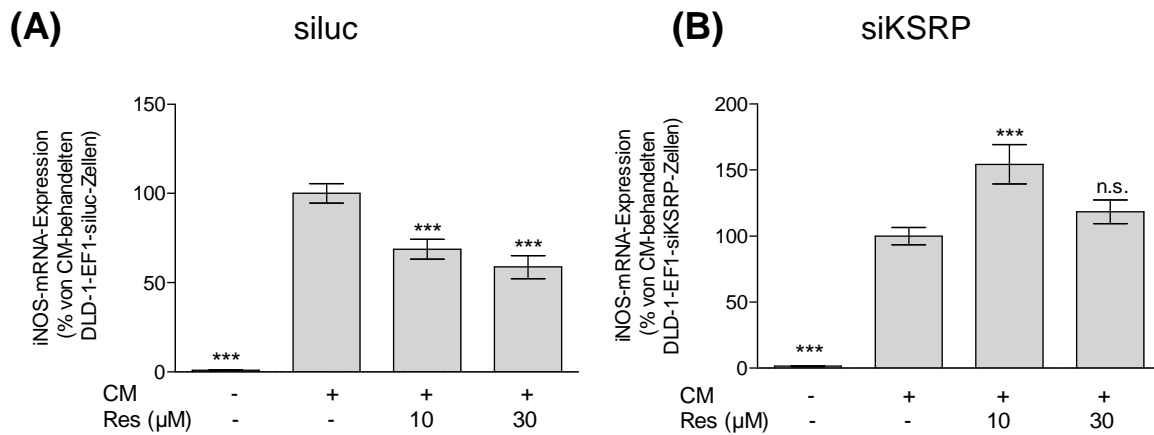 (A) siluc
iNOS-mRNA-Expression
(% von CM-behandelten
DLD-1-EF1-siluc-Zellen)
150
100
50
0
***
***
***
CM - + + +
Res (µM) - - 10 30
(B) siKSRP
iNOS-mRNA-Expression
(% von CM-behandelten
DLD-1-EF1-siKSRP-Zellen)
200
150
100
50
0
***
***
n.s.
CM - + + +
Res (µM) - - 10 30